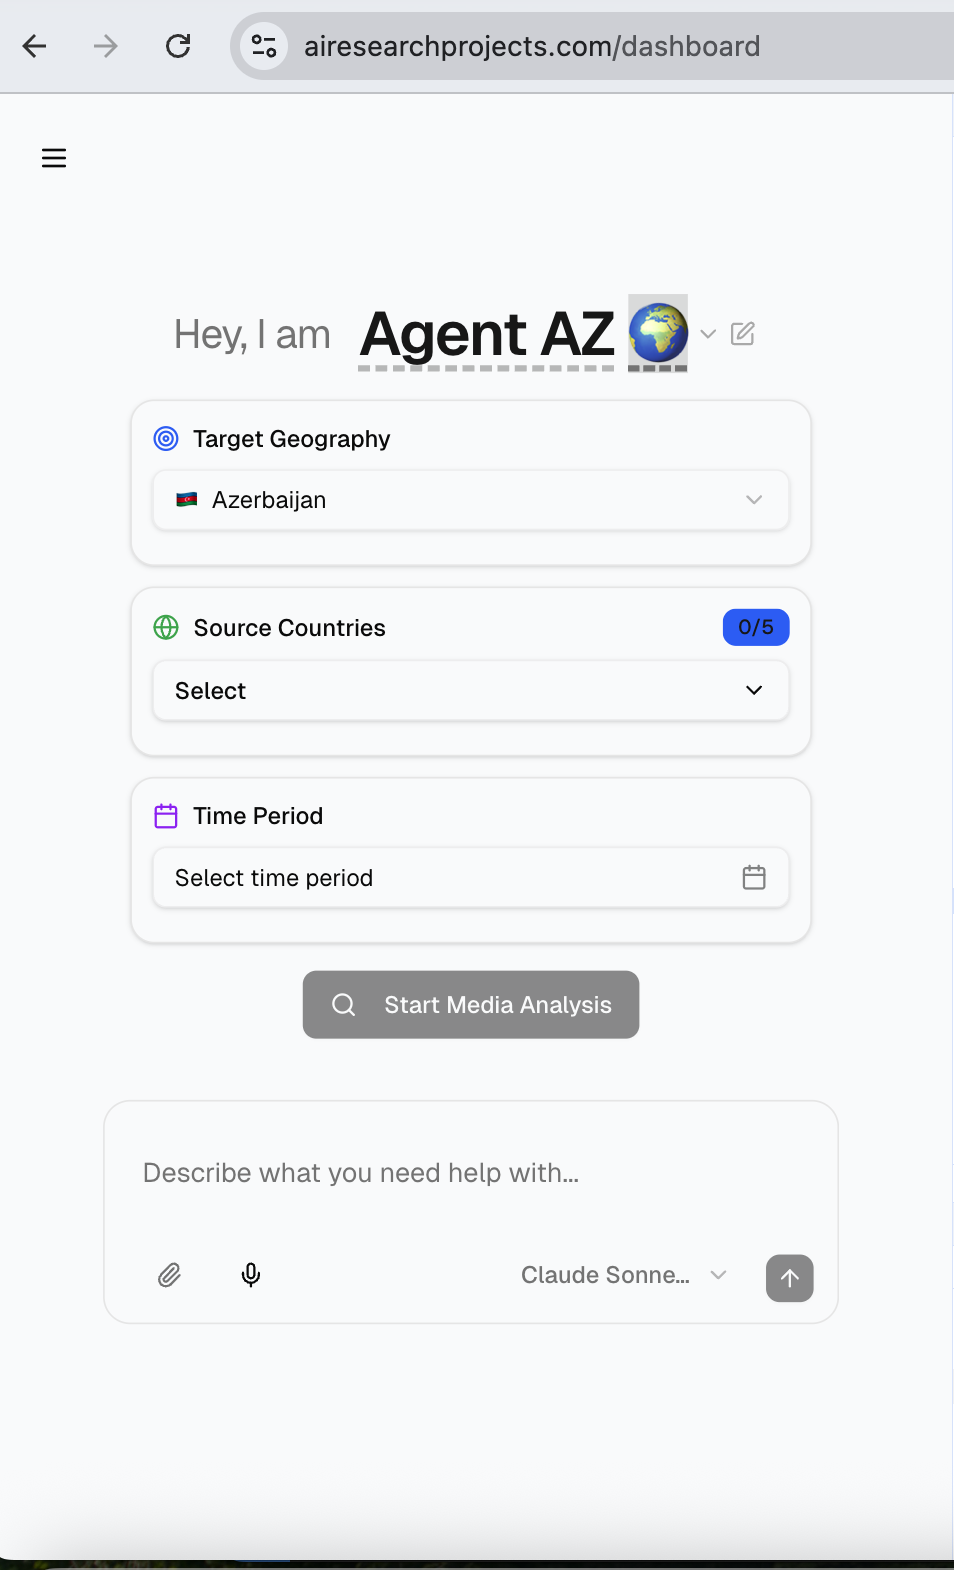 airesearchprojects.com/dashboard
Hey, I am Agent AZ
Target Geography
Azerbaijan
Source Countries 0/5
Select
Time Period
Select time period
Start Media Analysis
Describe what you need help with...
Claude Sonne...